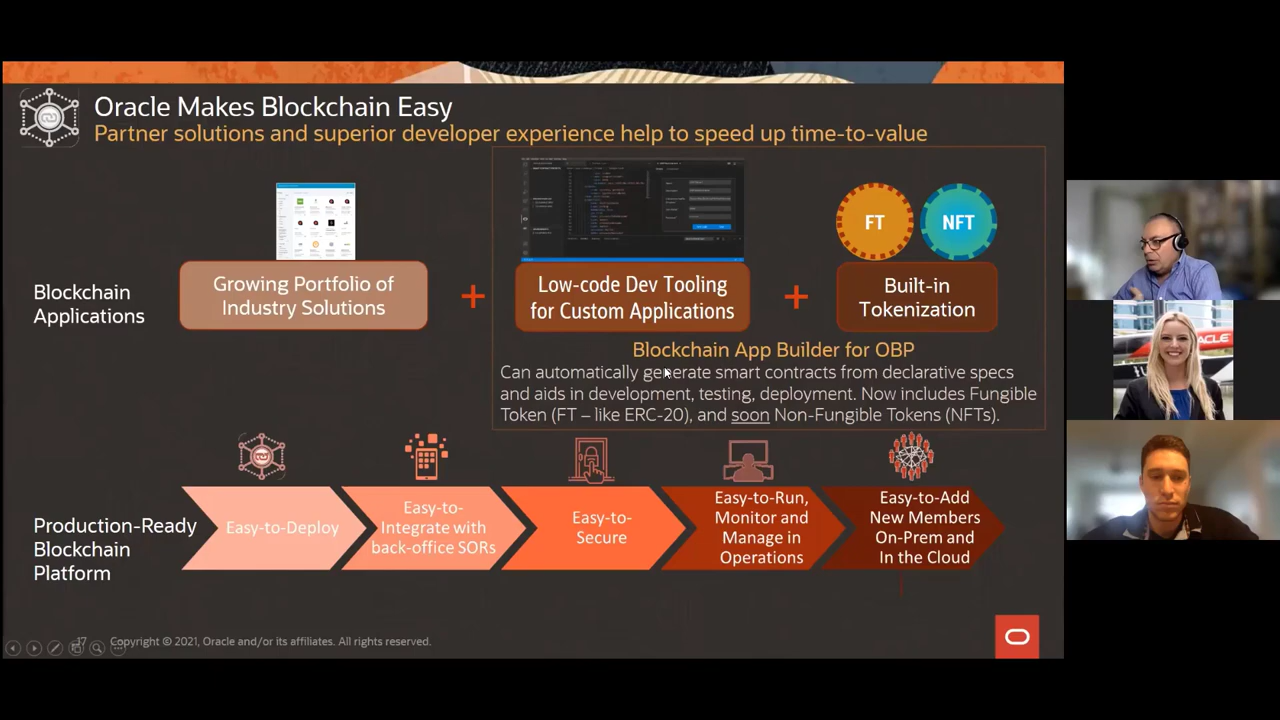 Oracle Makes Blockchain Easy
Partner solutions and superior developer experience help to speed up time-to-value
FT
NFT
Blockchain
Applications
Growing Portfolio of
Industry Solutions
+
Low-code Dev Tooling
for Custom Applications
+
Built-in
Tokenization
Blockchain App Builder for OBP
Can automatically generate smart contracts from declarative specs
and aids in development, testing, deployment. Now includes Fungible
Token (FT – like ERC-20), and soon Non-Fungible Tokens (NFTs).
Production-Ready
Blockchain
Platform
Easy-to-Deploy
Easy-to-
Integrate with
back-office SORs
Easy-to-
Secure
Easy-to-Run,
Monitor and
Manage in
Operations
Easy-to-Add
New Members
On-Prem and
In the Cloud
17
Copyright © 2021, Oracle and/or its affiliates. All rights reserved.